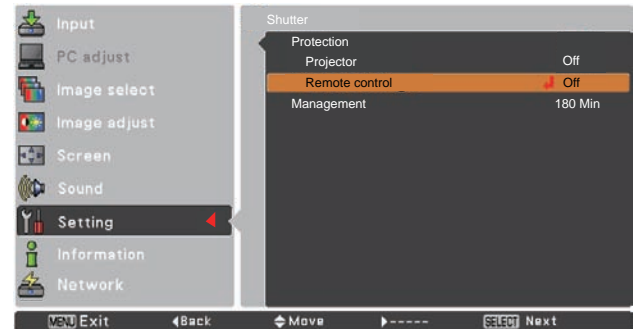 Input
PC adjust
Image select
Image adjust
Screen
Sound
Setting
Information
Network
Shutter
Protection
Projector Off
Remote control Off
Management 180 Min
MENU Exit Back Move ----- SELECT Next